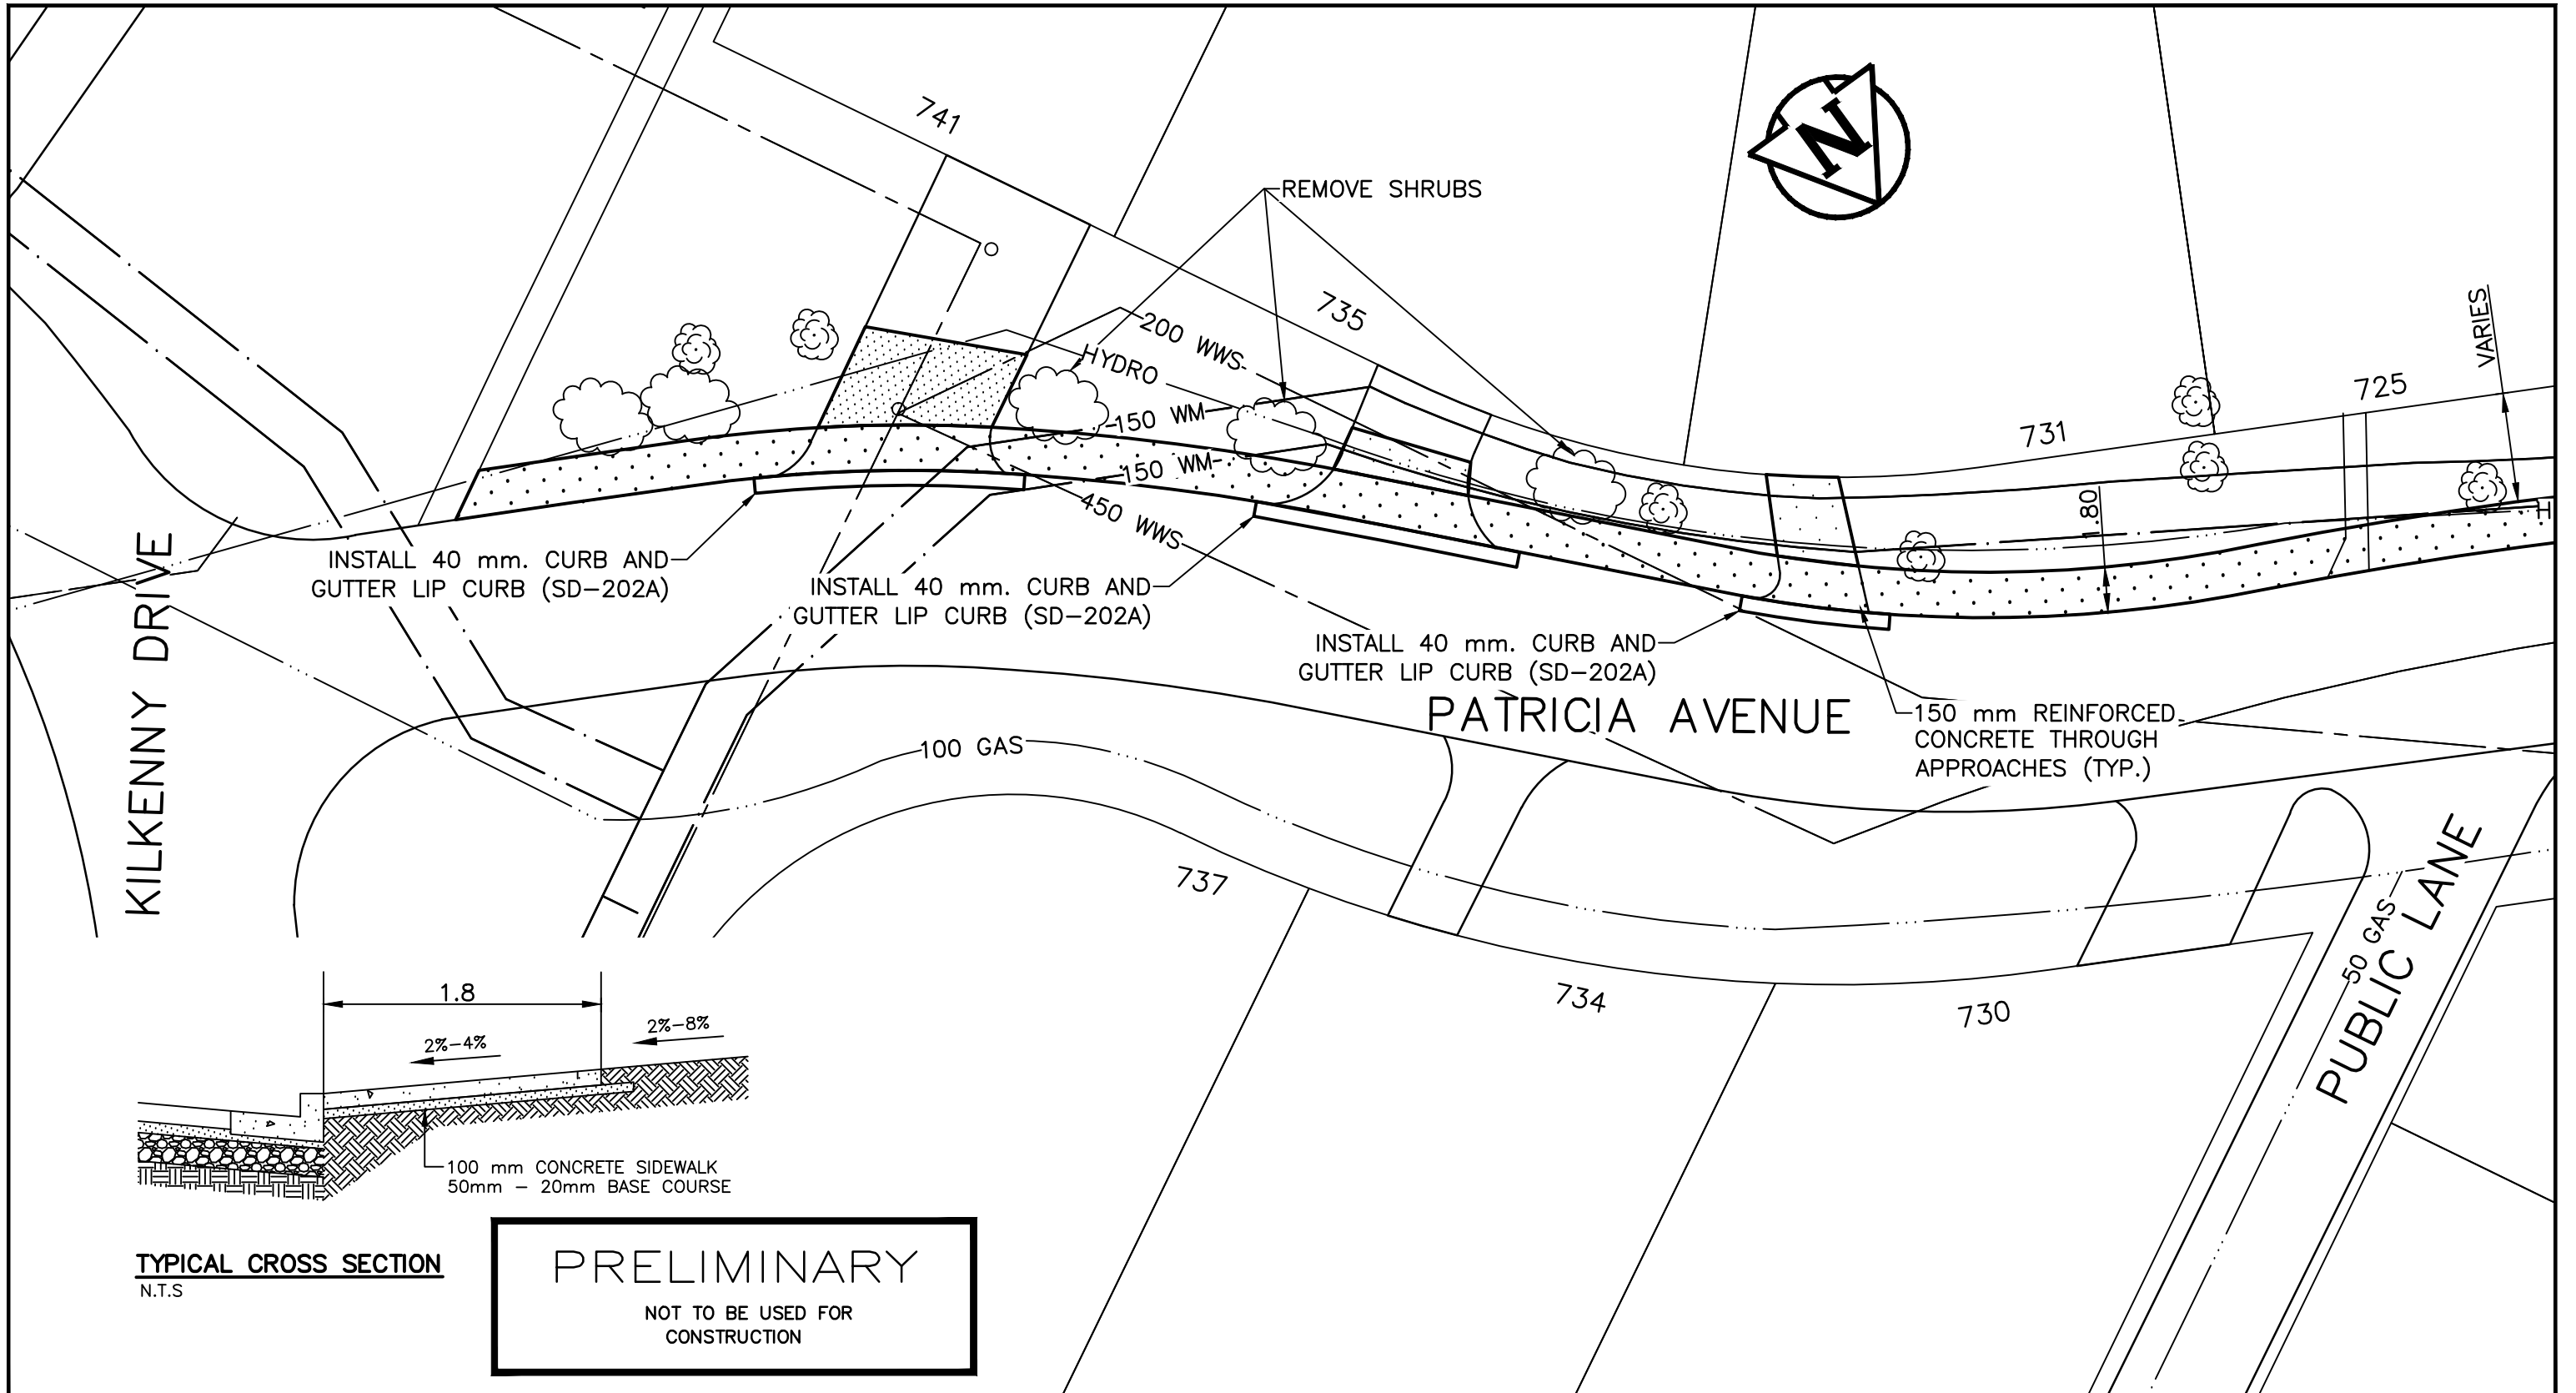 741
N
REMOVE SHRUBS
735
200 WWS
HYDRO
150 WM
150 WM
450 WWS
731
725
VARIES
1.80
H
INSTALL 40 mm. CURB AND
GUTTER LIP CURB (SD-202A)
INSTALL 40 mm. CURB AND
GUTTER LIP CURB (SD-202A)
INSTALL 40 mm. CURB AND
GUTTER LIP CURB (SD-202A)
KILKENNY DRIVE
PATRICIA AVENUE
150 mm REINFORCED
CONCRETE THROUGH
APPROACHES (TYP.)
100 GAS
737
734
730
50 GAS
PUBLIC LANE
1.8
2%-4%
2%-8%
100 mm CONCRETE SIDEWALK
50mm - 20mm BASE COURSE
TYPICAL CROSS SECTION
N.T.S
PRELIMINARY
NOT TO BE USED FOR
CONSTRUCTION